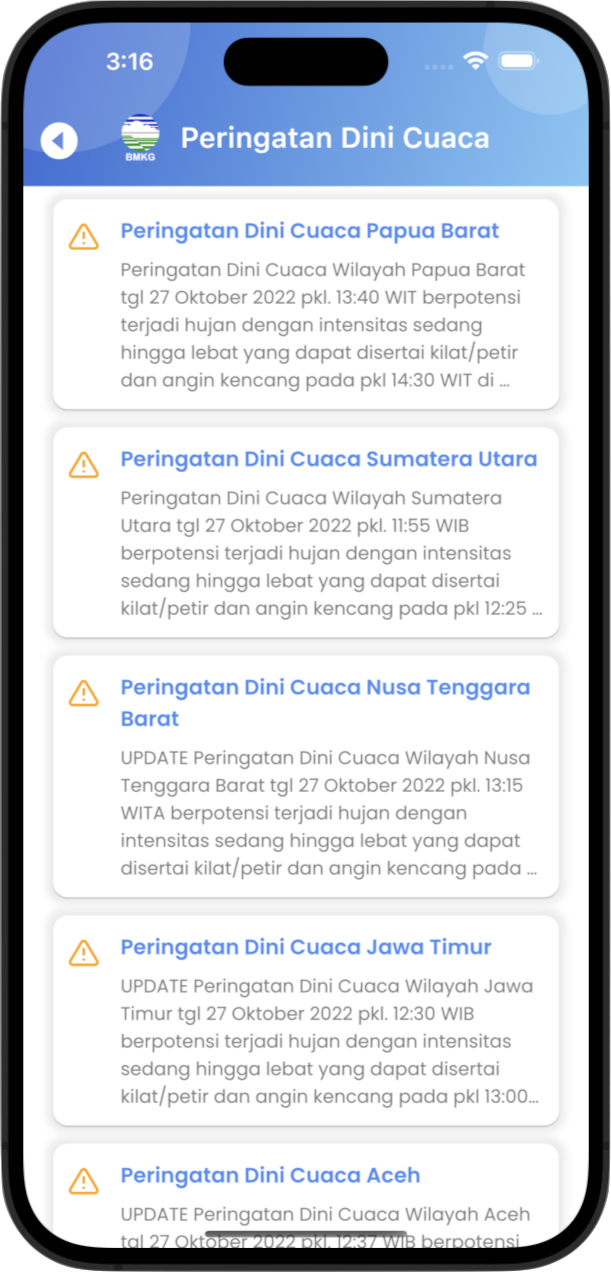 3:16
BMKG
Peringatan Dini Cuaca
Peringatan Dini Cuaca Papua Barat
Peringatan Dini Cuaca Wilayah Papua Barat
tgl 27 Oktober 2022 pkl. 13:40 WIT berpotensi
terjadi hujan dengan intensitas sedang
hingga lebat yang dapat disertai kilat/petir
dan angin kencang pada pkl 14:30 WIT di ...
Peringatan Dini Cuaca Sumatera Utara
Peringatan Dini Cuaca Wilayah Sumatera
Utara tgl 27 Oktober 2022 pkl. 11:55 WIB
berpotensi terjadi hujan dengan intensitas
sedang hingga lebat yang dapat disertai
kilat/petir dan angin kencang pada pkl 12:25 ...
Peringatan Dini Cuaca Nusa Tenggara
Barat
UPDATE Peringatan Dini Cuaca Wilayah Nusa
Tenggara Barat tgl 27 Oktober 2022 pkl. 13:15
WITA berpotensi terjadi hujan dengan
intensitas sedang hingga lebat yang dapat
disertai kilat/petir dan angin kencang pada ...
Peringatan Dini Cuaca Jawa Timur
UPDATE Peringatan Dini Cuaca Wilayah Jawa
Timur tgl 27 Oktober 2022 pkl. 12:30 WIB
berpotensi terjadi hujan dengan intensitas
sedang hingga lebat yang dapat disertai
kilat/petir dan angin kencang pada pkl 13:00...
Peringatan Dini Cuaca Aceh
UPDATE Peringatan Dini Cuaca Wilayah Aceh
tgl 27 Oktober 2022 pkl. 12:37 WIB berpotensi